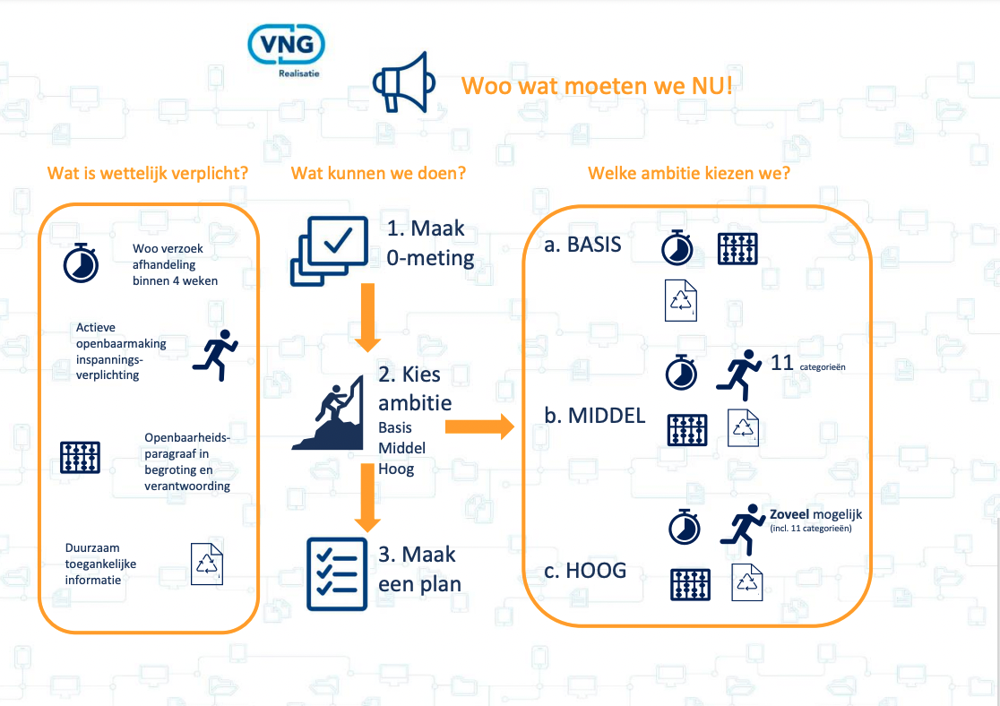 VNG
Realisatie
Woo wat moeten we NU!
Wat is wettelijk verplicht?
Woo verzoek
afhandeling
binnen 4 weken
Actieve
openbaarmaking
inspannings-
verplichting
Openbaarheids-
paragraaf in
begroting en
verantwoording
Duurzaam
toegankelijke
informatie
Wat kunnen we doen?
1. Maak
0-meting
2. Kies
ambitie
Basis
Middel
Hoog
3. Maak
een plan
Welke ambitie kiezen we?
a. BASIS
11 categorieën
b. MIDDEL
Zoveel mogelijk
(incl. 11 categorieën)
c. HOOG